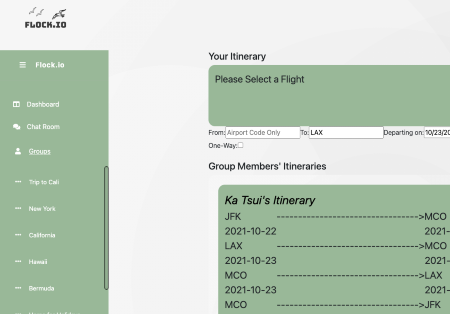 FLOCK.IO
Flock.io
Dashboard
Chat Room
Groups
Trip to Cali
New York
California
Hawaii
Bermuda
Your Itinerary
Please Select a Flight
From: Airport Code Only To: LAX Departing on: 10/23/20
One-Way:
Group Members' Itineraries
Ka Tsui's Itinerary
JFK -------------------------------->MCO
2021-10-22 2021-
LAX -------------------------------->MCO
2021-10-23 2021-
MCO -------------------------------->LAX
2021-10-23 2021-
MCO -------------------------------->JFK